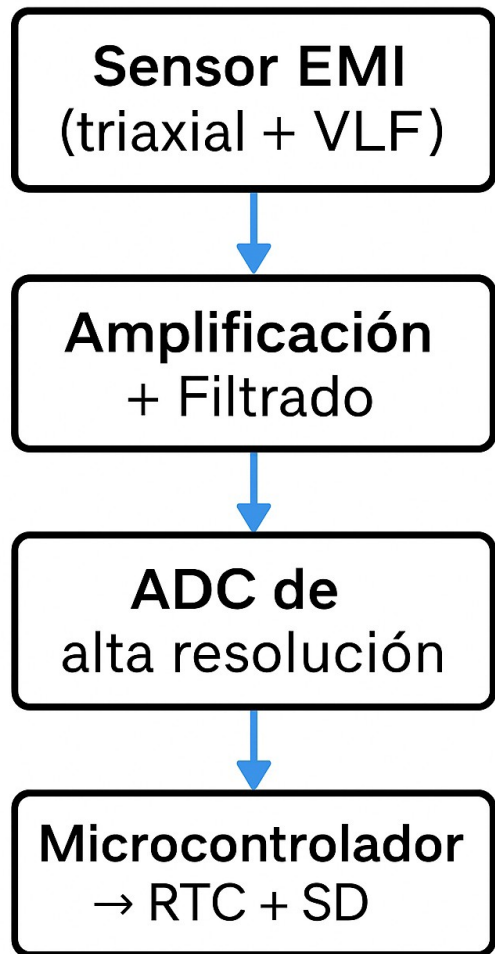 Sensor EMI
(triaxial + VLF)
Amplificación
+ Filtrado
ADC de
alta resolución
Microcontrolador
→ RTC + SD